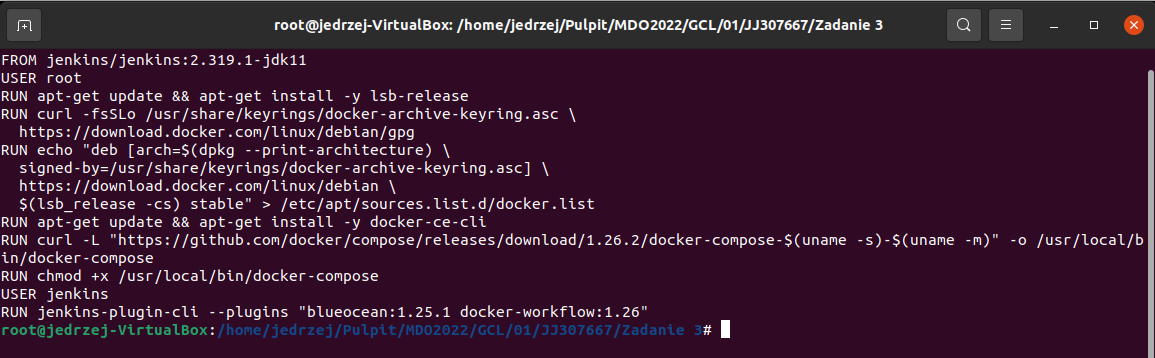 root@jedrzej-VirtualBox: /home/jedrzej/Pulpit/MDO2022/GCL/01/JJ307667/Zadanie 3
FROM jenkins/jenkins:2.319.1-jdk11
USER root
RUN apt-get update && apt-get install -y lsb-release
RUN curl -fsSLo /usr/share/keyrings/docker-archive-keyring.asc \
  https://download.docker.com/linux/debian/gpg
RUN echo "deb [arch=$(dpkg --print-architecture) \
  signed-by=/usr/share/keyrings/docker-archive-keyring.asc] \
  https://download.docker.com/linux/debian \
  $(lsb_release -cs) stable" > /etc/apt/sources.list.d/docker.list
RUN apt-get update && apt-get install -y docker-ce-cli
RUN curl -L "https://github.com/docker/compose/releases/download/1.26.2/docker-compose-$(uname -s)-$(uname -m)" -o /usr/local/b
in/docker-compose
RUN chmod +x /usr/local/bin/docker-compose
USER jenkins
RUN jenkins-plugin-cli --plugins "blueocean:1.25.1 docker-workflow:1.26"
root@jedrzej-VirtualBox:/home/jedrzej/Pulpit/MDO2022/GCL/01/JJ307667/Zadanie 3#